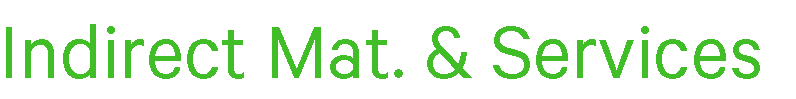 Indirect Mat. & Services